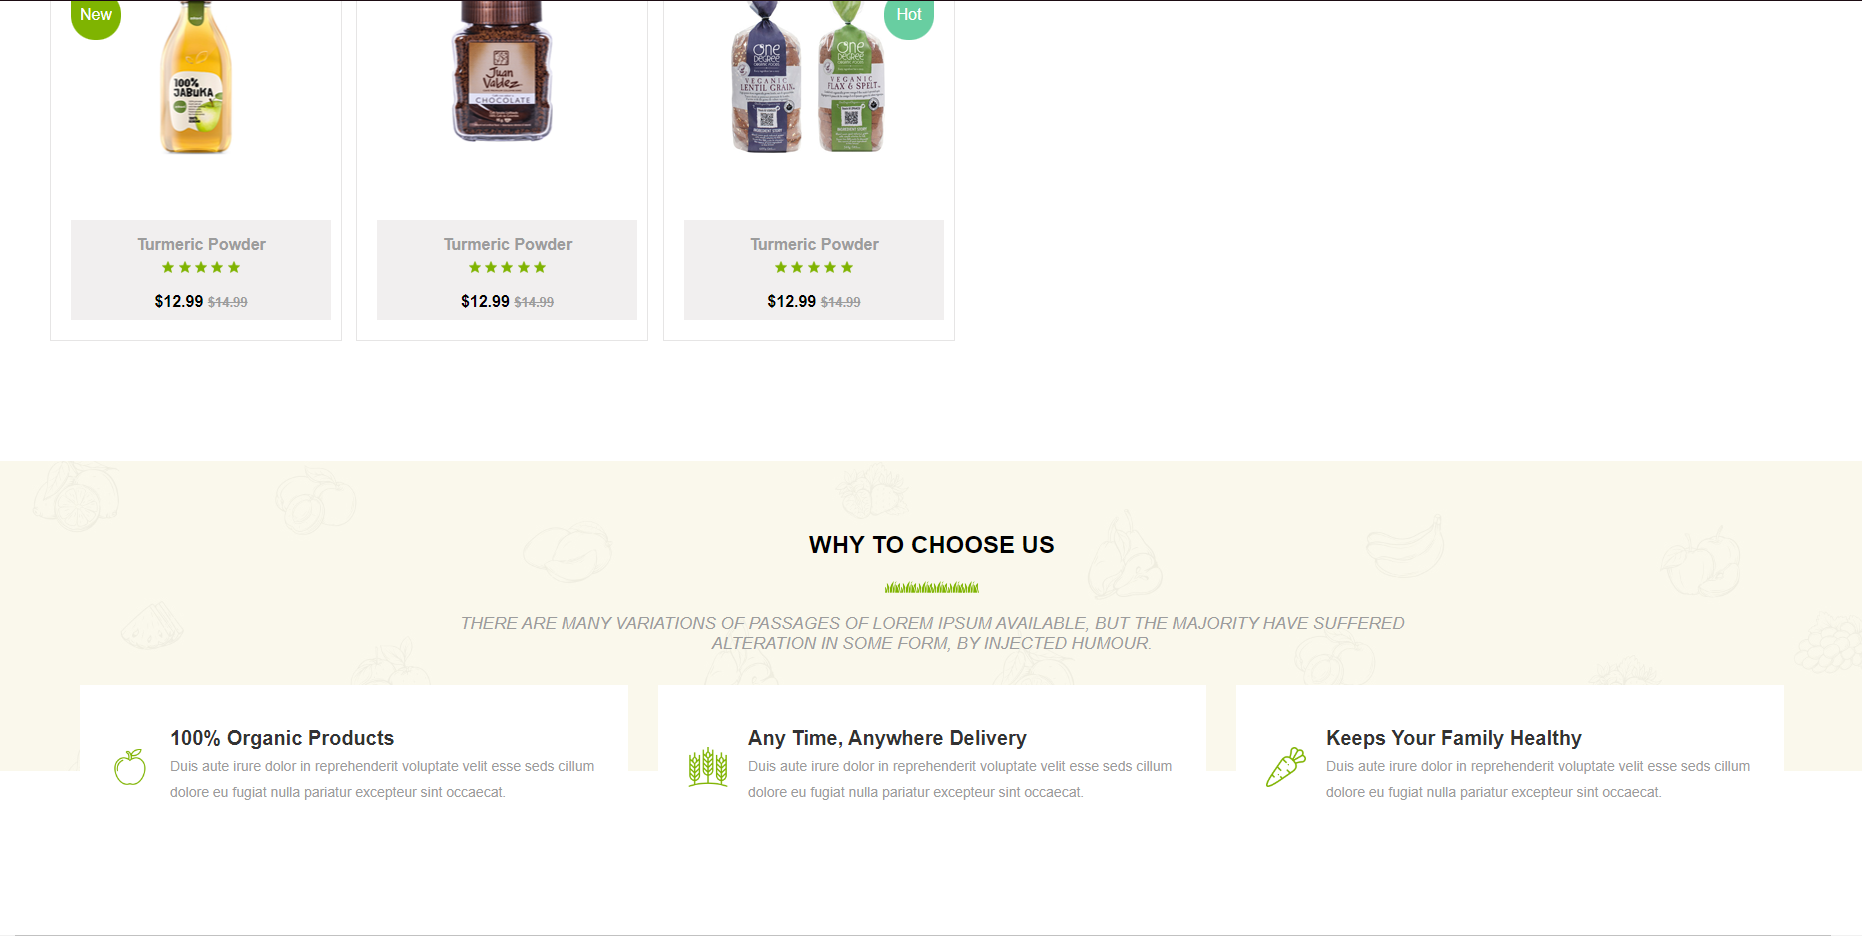 New
Hot
100%
JABUKA
Juan
Valdez
CHOCOLATE
ONE
DEGREE
VEGANIC
LENTIL GRAIN
ONE
DEGREE
VEGANIC
FLAX & SPELT
Turmeric Powder
$12.99 $14.99
Turmeric Powder
$12.99 $14.99
Turmeric Powder
$12.99 $14.99
WHY TO CHOOSE US
THERE ARE MANY VARIATIONS OF PASSAGES OF LOREM IPSUM AVAILABLE, BUT THE MAJORITY HAVE SUFFERED
ALTERATION IN SOME FORM, BY INJECTED HUMOUR.
100% Organic Products
Duis aute irure dolor in reprehenderit voluptate velit esse seds cillum
dolore eu fugiat nulla pariatur excepteur sint occaecat.
Any Time, Anywhere Delivery
Duis aute irure dolor in reprehenderit voluptate velit esse seds cillum
dolore eu fugiat nulla pariatur excepteur sint occaecat.
Keeps Your Family Healthy
Duis aute irure dolor in reprehenderit voluptate velit esse seds cillum
dolore eu fugiat nulla pariatur excepteur sint occaecat.